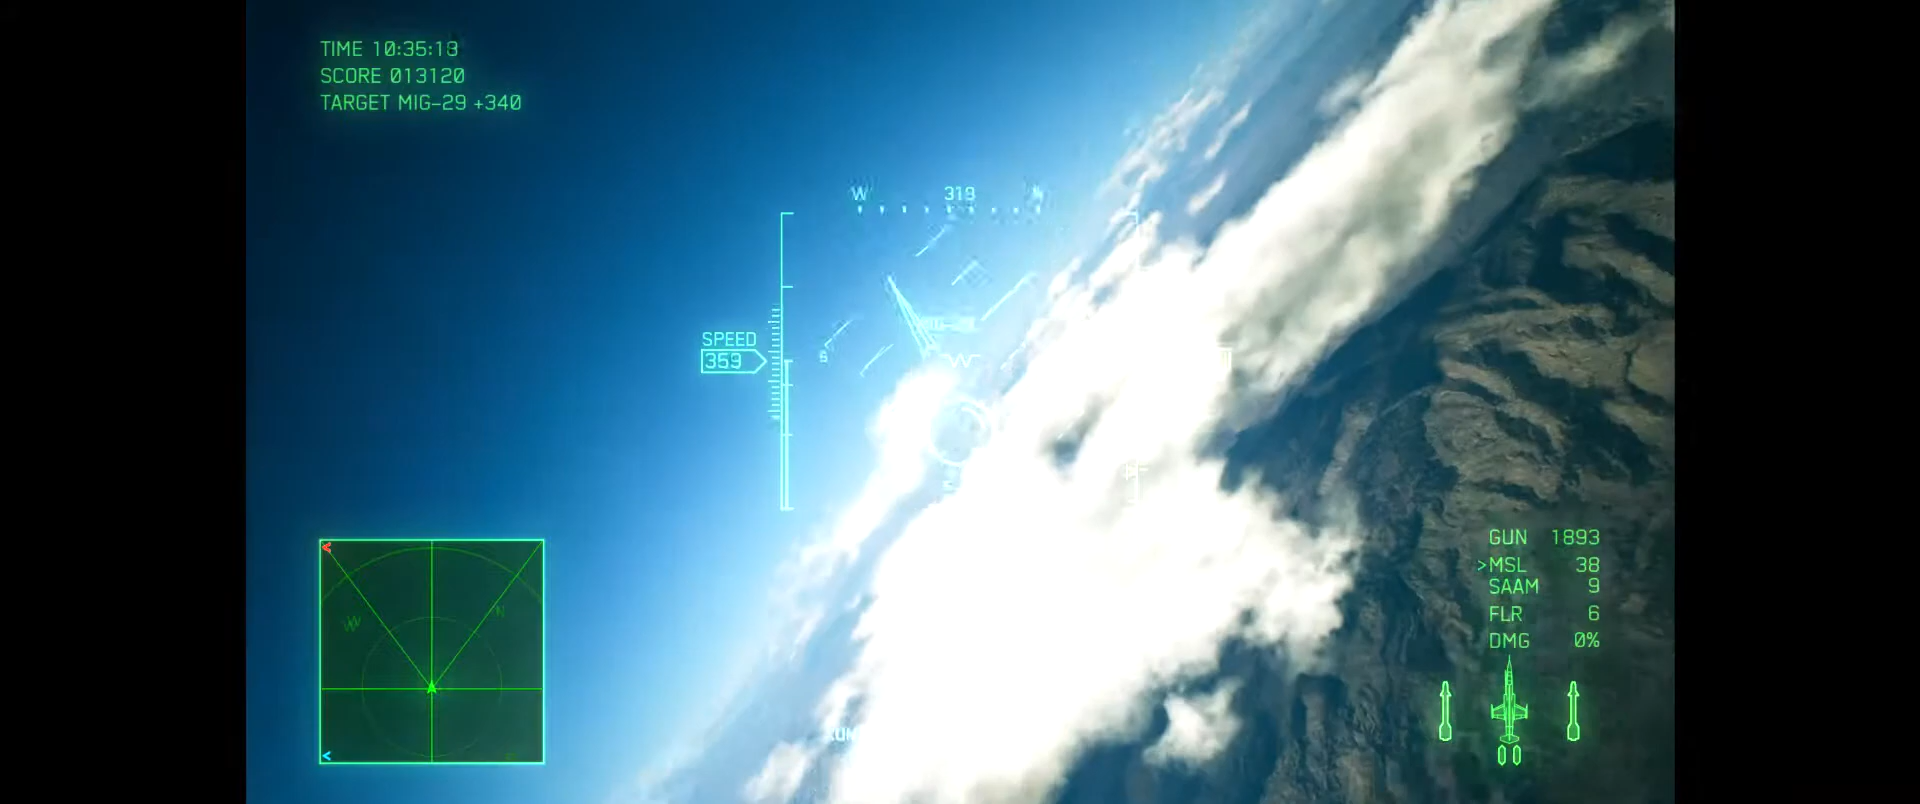 TIME 10:35:13
SCORE 013120
TARGET MIG-29 +340
W 319 N
SPEED
359
6
W N
GUN 1893
>MSL 38
SAAM 9
FLR 6
DMG 0%